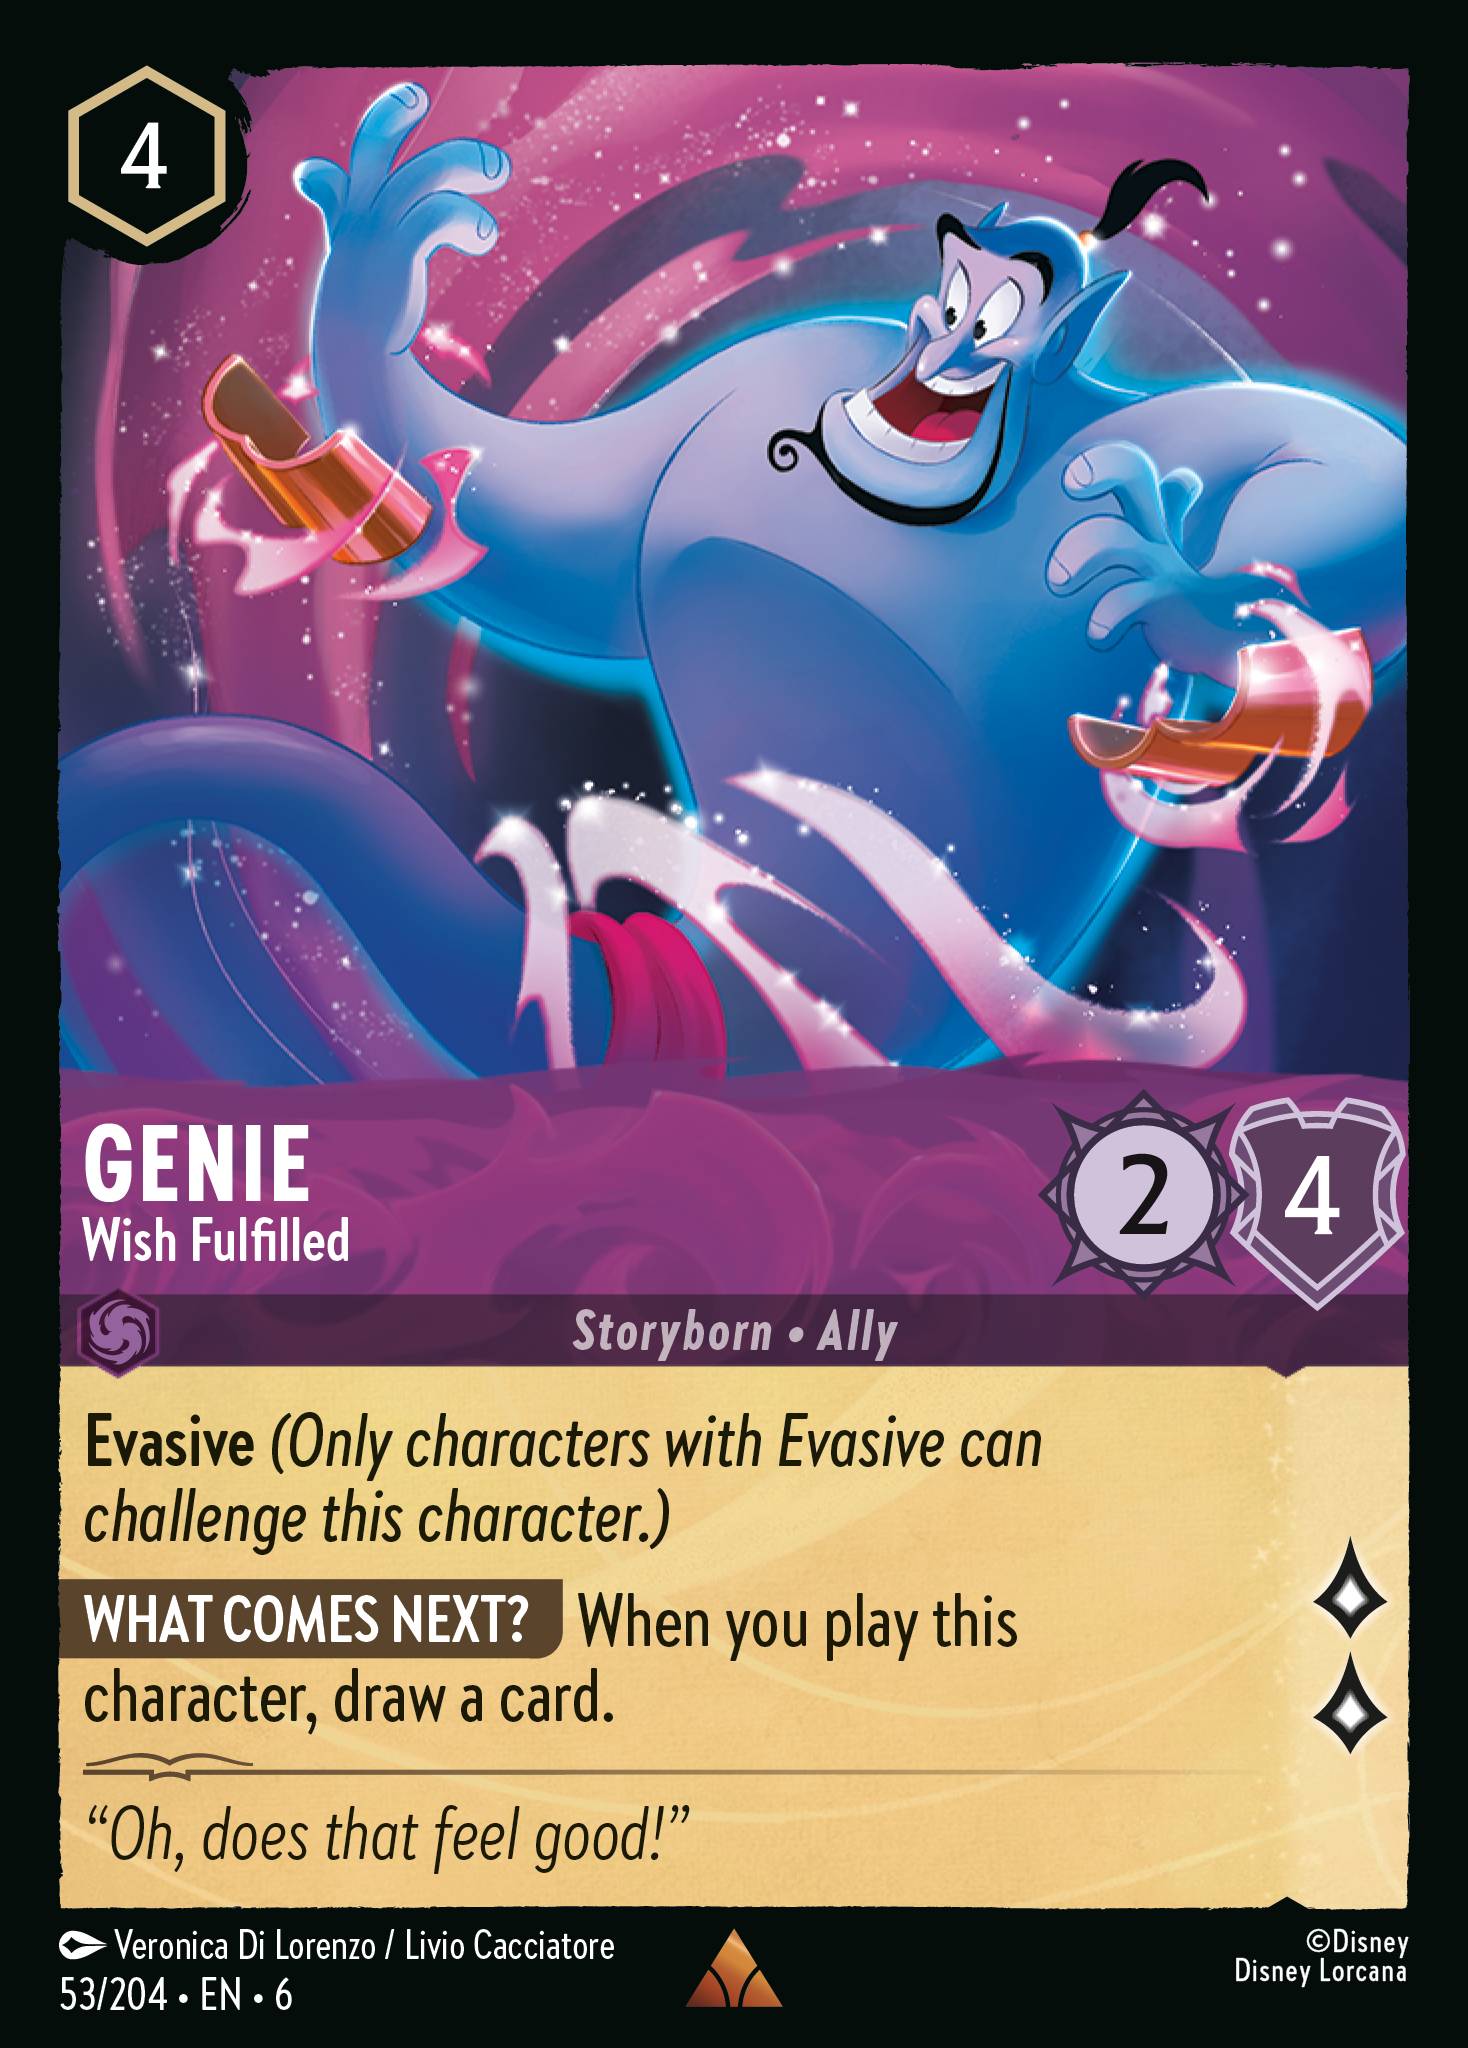 4
GENIE
Wish Fulfilled
2
4
Storyborn • Ally
Evasive (Only characters with Evasive can
challenge this character.)
WHAT COMES NEXT? When you play this
character, draw a card.
“Oh, does that feel good!”
Veronica Di Lorenzo / Livio Cacciatore
53/204 • EN • 6
©Disney
Disney Lorcana